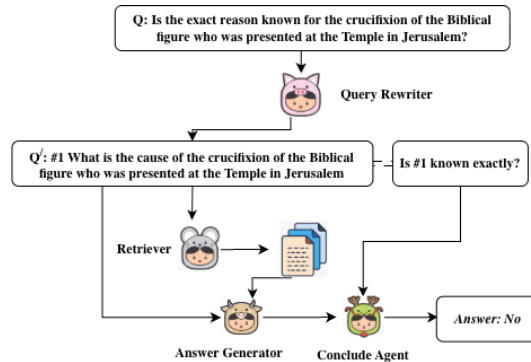 Q: Is the exact reason known for the crucifixion of the Biblical
figure who was presented at the Temple in Jerusalem?
Query Rewriter
Q/: #1 What is the cause of the crucifixion of the Biblical
figure who was presented at the Temple in Jerusalem
Is #1 known exactly?
Retriever
Answer Generator
Conclude Agent
Answer: No